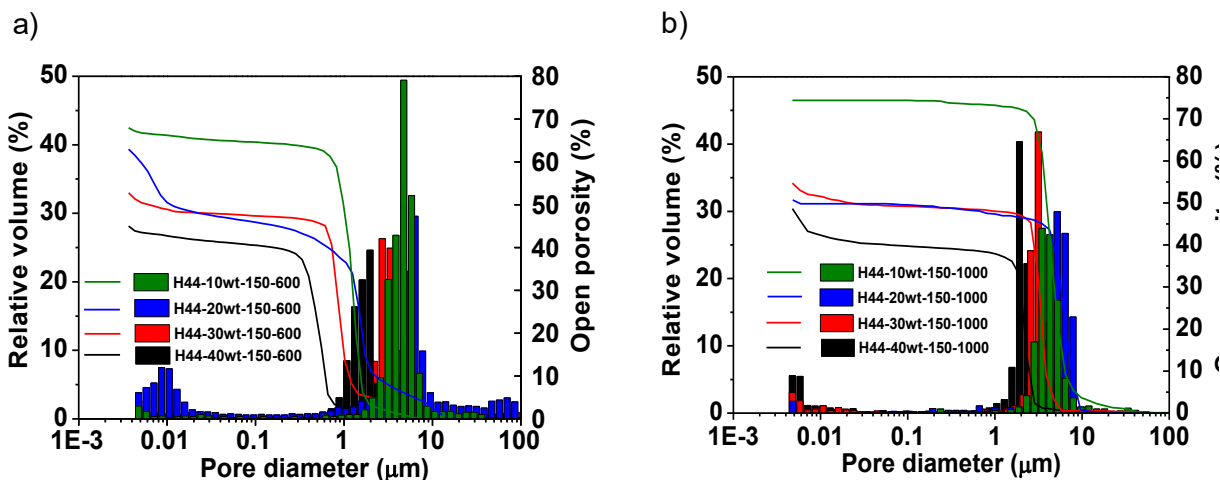 a)
50
40
30
20
10
0
Relative volume (%)
80
70
60
50
40
30
20
10
0
Open porosity (%)
H44-10wt-150-600
H44-20wt-150-600
H44-30wt-150-600
H44-40wt-150-600
1E-3 0.01 0.1 1 10 100
Pore diameter (μm)
b)
50
40
30
20
10
0
Relative volume (%)
80
70
60
50
40
30
20
10
0
H44-10wt-150-1000
H44-20wt-150-1000
H44-30wt-150-1000
H44-40wt-150-1000
1E-3 0.01 0.1 1 10 100
Pore diameter (μm)